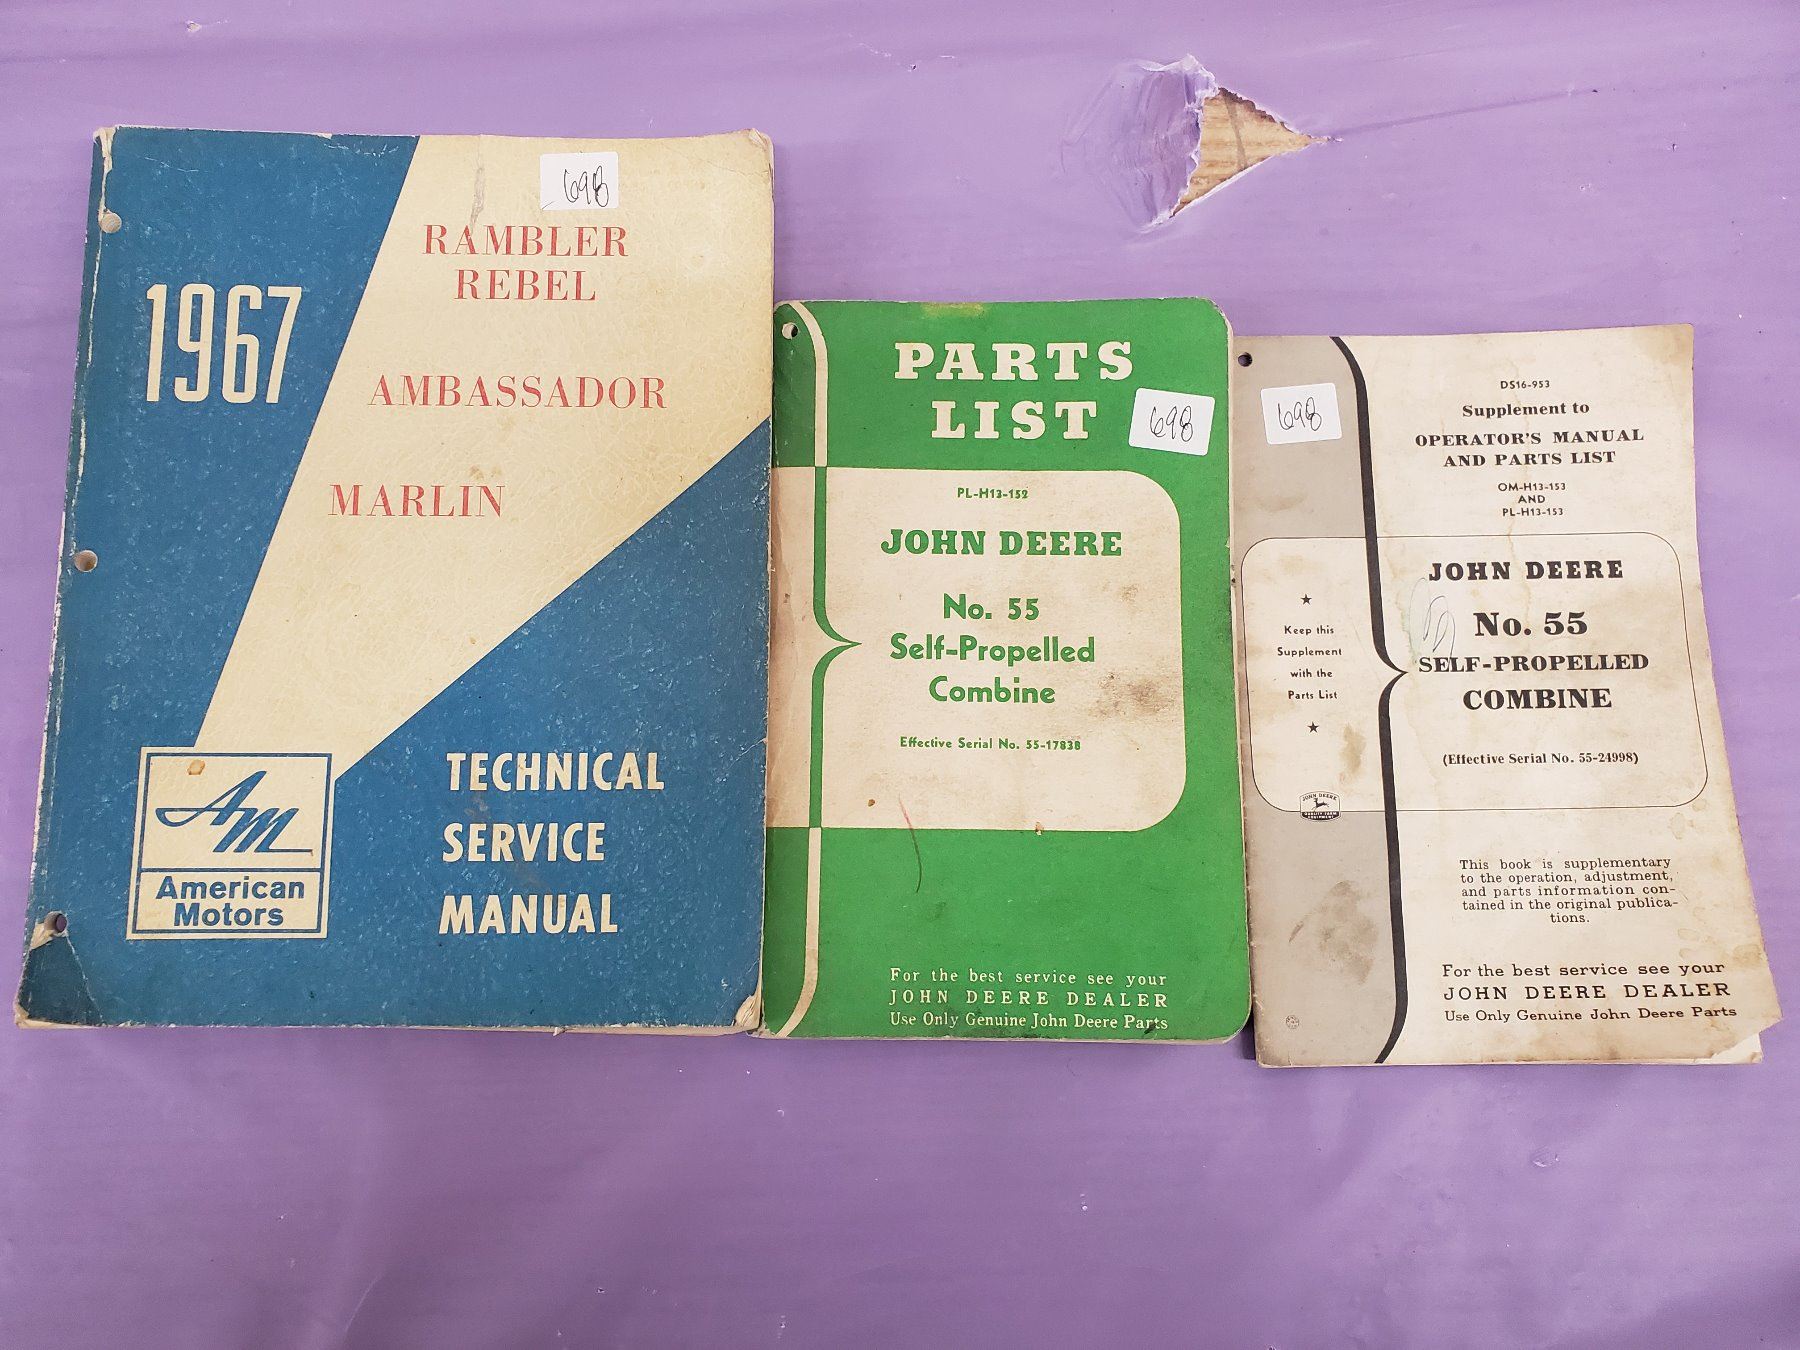 698
1967
RAMBLER
REBEL
AMBASSADOR
MARLIN
TECHNICAL
SERVICE
MANUAL
AM
American
Motors
PARTS
LIST
698
PL-H13-152
JOHN DEERE
No. 55
Self-Propelled
Combine
Effective Serial No. 55-17838
For the best service see your
JOHN DEERE DEALER
Use Only Genuine John Deere Parts
698
DS16-953
Supplement to
OPERATOR'S MANUAL
AND PARTS LIST
OM-H13-153
AND
PL-H13-153
JOHN DEERE
No. 55
SELF-PROPELLED
COMBINE
(Effective Serial No. 55-24998)
Keep this
Supplement
with the
Parts List
JOHN DEERE
QUALITY FARM
EQUIPMENT
This book is supplementary
to the operation, adjustment,
and parts information con-
tained in the original publica-
tions.
For the best service see your
JOHN DEERE DEALER
Use Only Genuine John Deere Parts